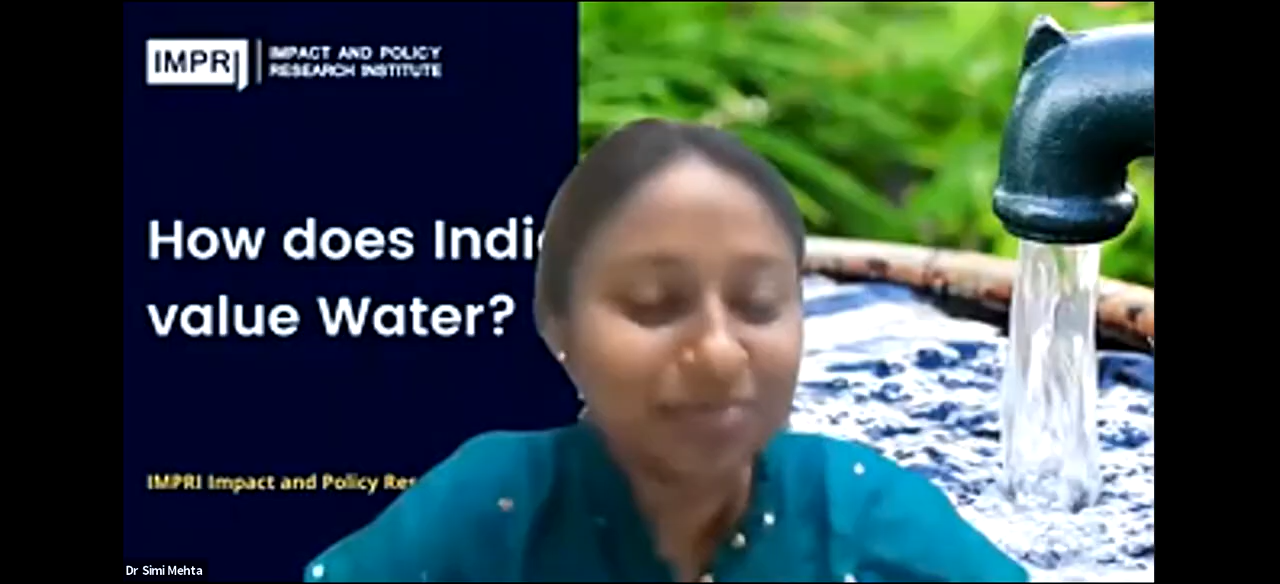 IMPRI
IMPACT AND POLICY
RESEARCH INSTITUTE
How does Indi
value Water?
IMPRI Impact and Policy Res
Dr Simi Mehta